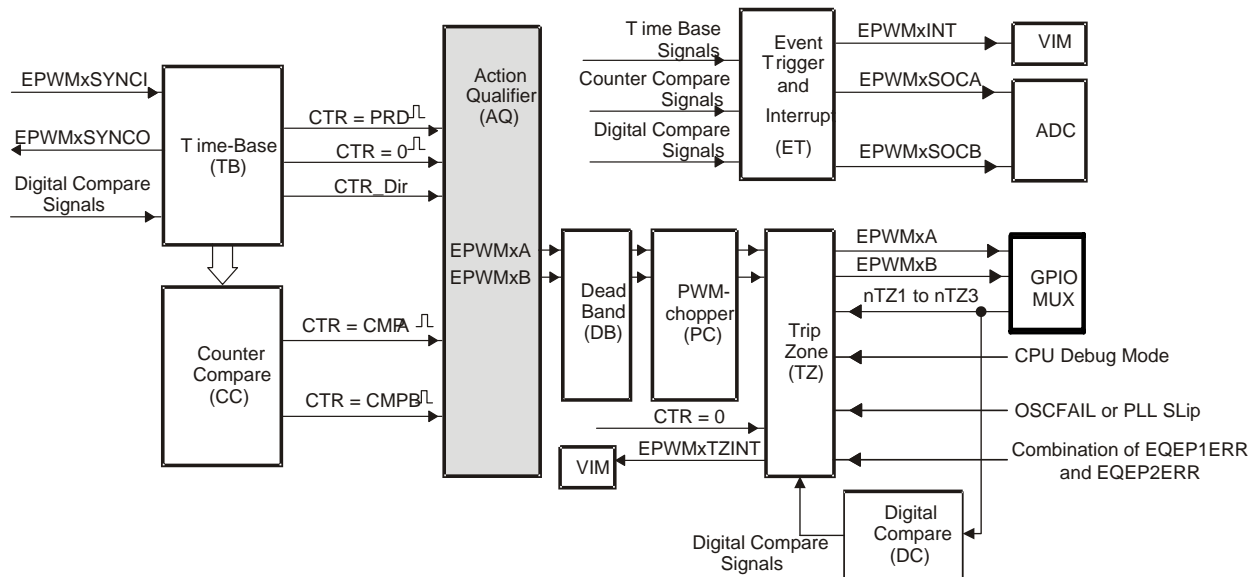 EPWMxSYNCI
EPWMxSYNCO
Digital Compare
Signals
Time-Base
(TB)
CTR = PRD
CTR = 0
CTR_Dir
Counter
Compare
(CC)
CTR = CMPA
CTR = CMPB
Action
Qualifier
(AQ)
EPWMxA
EPWMxB
Time Base
Signals
Counter Compare
Signals
Digital Compare
Signals
Event
Trigger
and
Interrupt
(ET)
EPWMxINT
EPWMxSOCA
EPWMxSOCB
VIM
ADC
Dead
Band
(DB)
PWM-
chopper
(PC)
Trip
Zone
(TZ)
EPWMxA
EPWMxB
nTZ1 to nTZ3
GPIO
MUX
CPU Debug Mode
OSCFAIL or PLL SLip
Combination of EQEP1ERR
and EQEP2ERR
CTR = 0
EPWMxTZINT
VIM
Digital Compare
Signals
Digital
Compare
(DC)